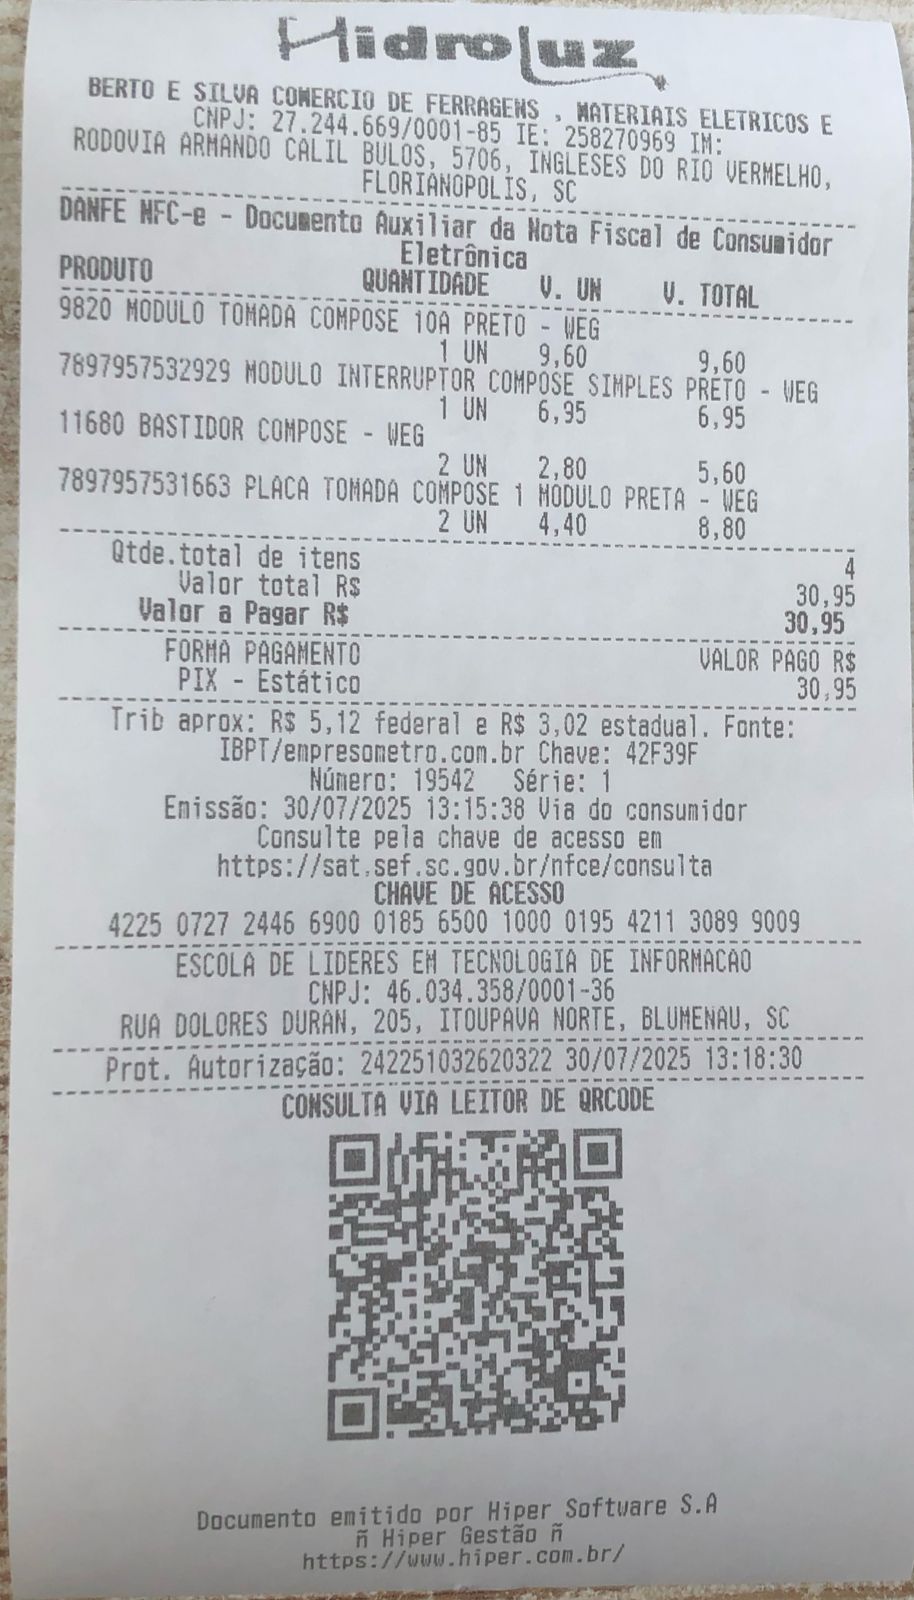 Hidroluz
BERTO E SILVA COMERCIO DE FERRAGENS , MATERIAIS ELETRICOS E
CNPJ: 27.244.669/0001-85 IE: 258270969 IM:
RODOVIA ARMANDO CALIL BULOS, 5706, INGLESES DO RIO VERMELHO,
FLORIANOPOLIS, SC
DANFE NFC-e - Documento Auxiliar da Nota Fiscal de Consumidor
Eletrônica
PRODUTO QUANTIDADE V. UN V. TOTAL
9820 MODULO TOMADA COMPOSE 10A PRETO - WEG
1 UN 9,60 9,60
7897957532929 MODULO INTERRUPTOR COMPOSE SIMPLES PRETO - WEG
1 UN 6,95 6,95
11680 BASTIDOR COMPOSE - WEG
2 UN 2,80 5,60
7897957531663 PLACA TOMADA COMPOSE 1 MODULO PRETA - WEG
2 UN 4,40 8,80
Qtde.total de itens 4
Valor total R$ 30,95
Valor a Pagar R$ 30,95
FORMA PAGAMENTO VALOR PAGO R$
PIX - Estático 30,95
Trib aprox: R$ 5,12 federal e R$ 3,02 estadual. Fonte:
IBPT/empresometro.com.br Chave: 42F39F
Número: 19542 Série: 1
Emissão: 30/07/2025 13:15:38 Via do consumidor
Consulte pela chave de acesso em
https://sat.sef.sc.gov.br/nfce/consulta
CHAVE DE ACESSO
4225 0727 2446 6900 0185 6500 1000 0195 4211 3089 9009
ESCOLA DE LIDERES EM TECNOLOGIA DE INFORMACAO
CNPJ: 46.034.358/0001-36
RUA DOLORES DURAN, 205, ITOUPAVA NORTE, BLUMENAU, SC
Prot. Autorização: 242251032620322 30/07/2025 13:18:30
CONSULTA VIA LEITOR DE QRCODE
Documento emitido por Hiper Software S.A
ñ Hiper Gestão ñ
https://www.hiper.com.br/